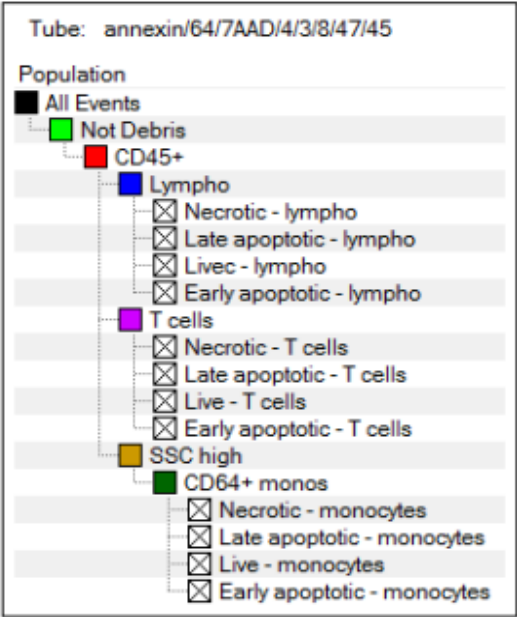 Tube: annexin/64/7AAD/4/3/8/47/45
Population
All Events
Not Debris
CD45+
Lympho
Necrotic - lympho
Late apoptotic - lympho
Livec - lympho
Early apoptotic - lympho
T cells
Necrotic - T cells
Late apoptotic - T cells
Live - T cells
Early apoptotic - T cells
SSC high
CD64+ monos
Necrotic - monocytes
Late apoptotic - monocytes
Live - monocytes
Early apoptotic - monocytes